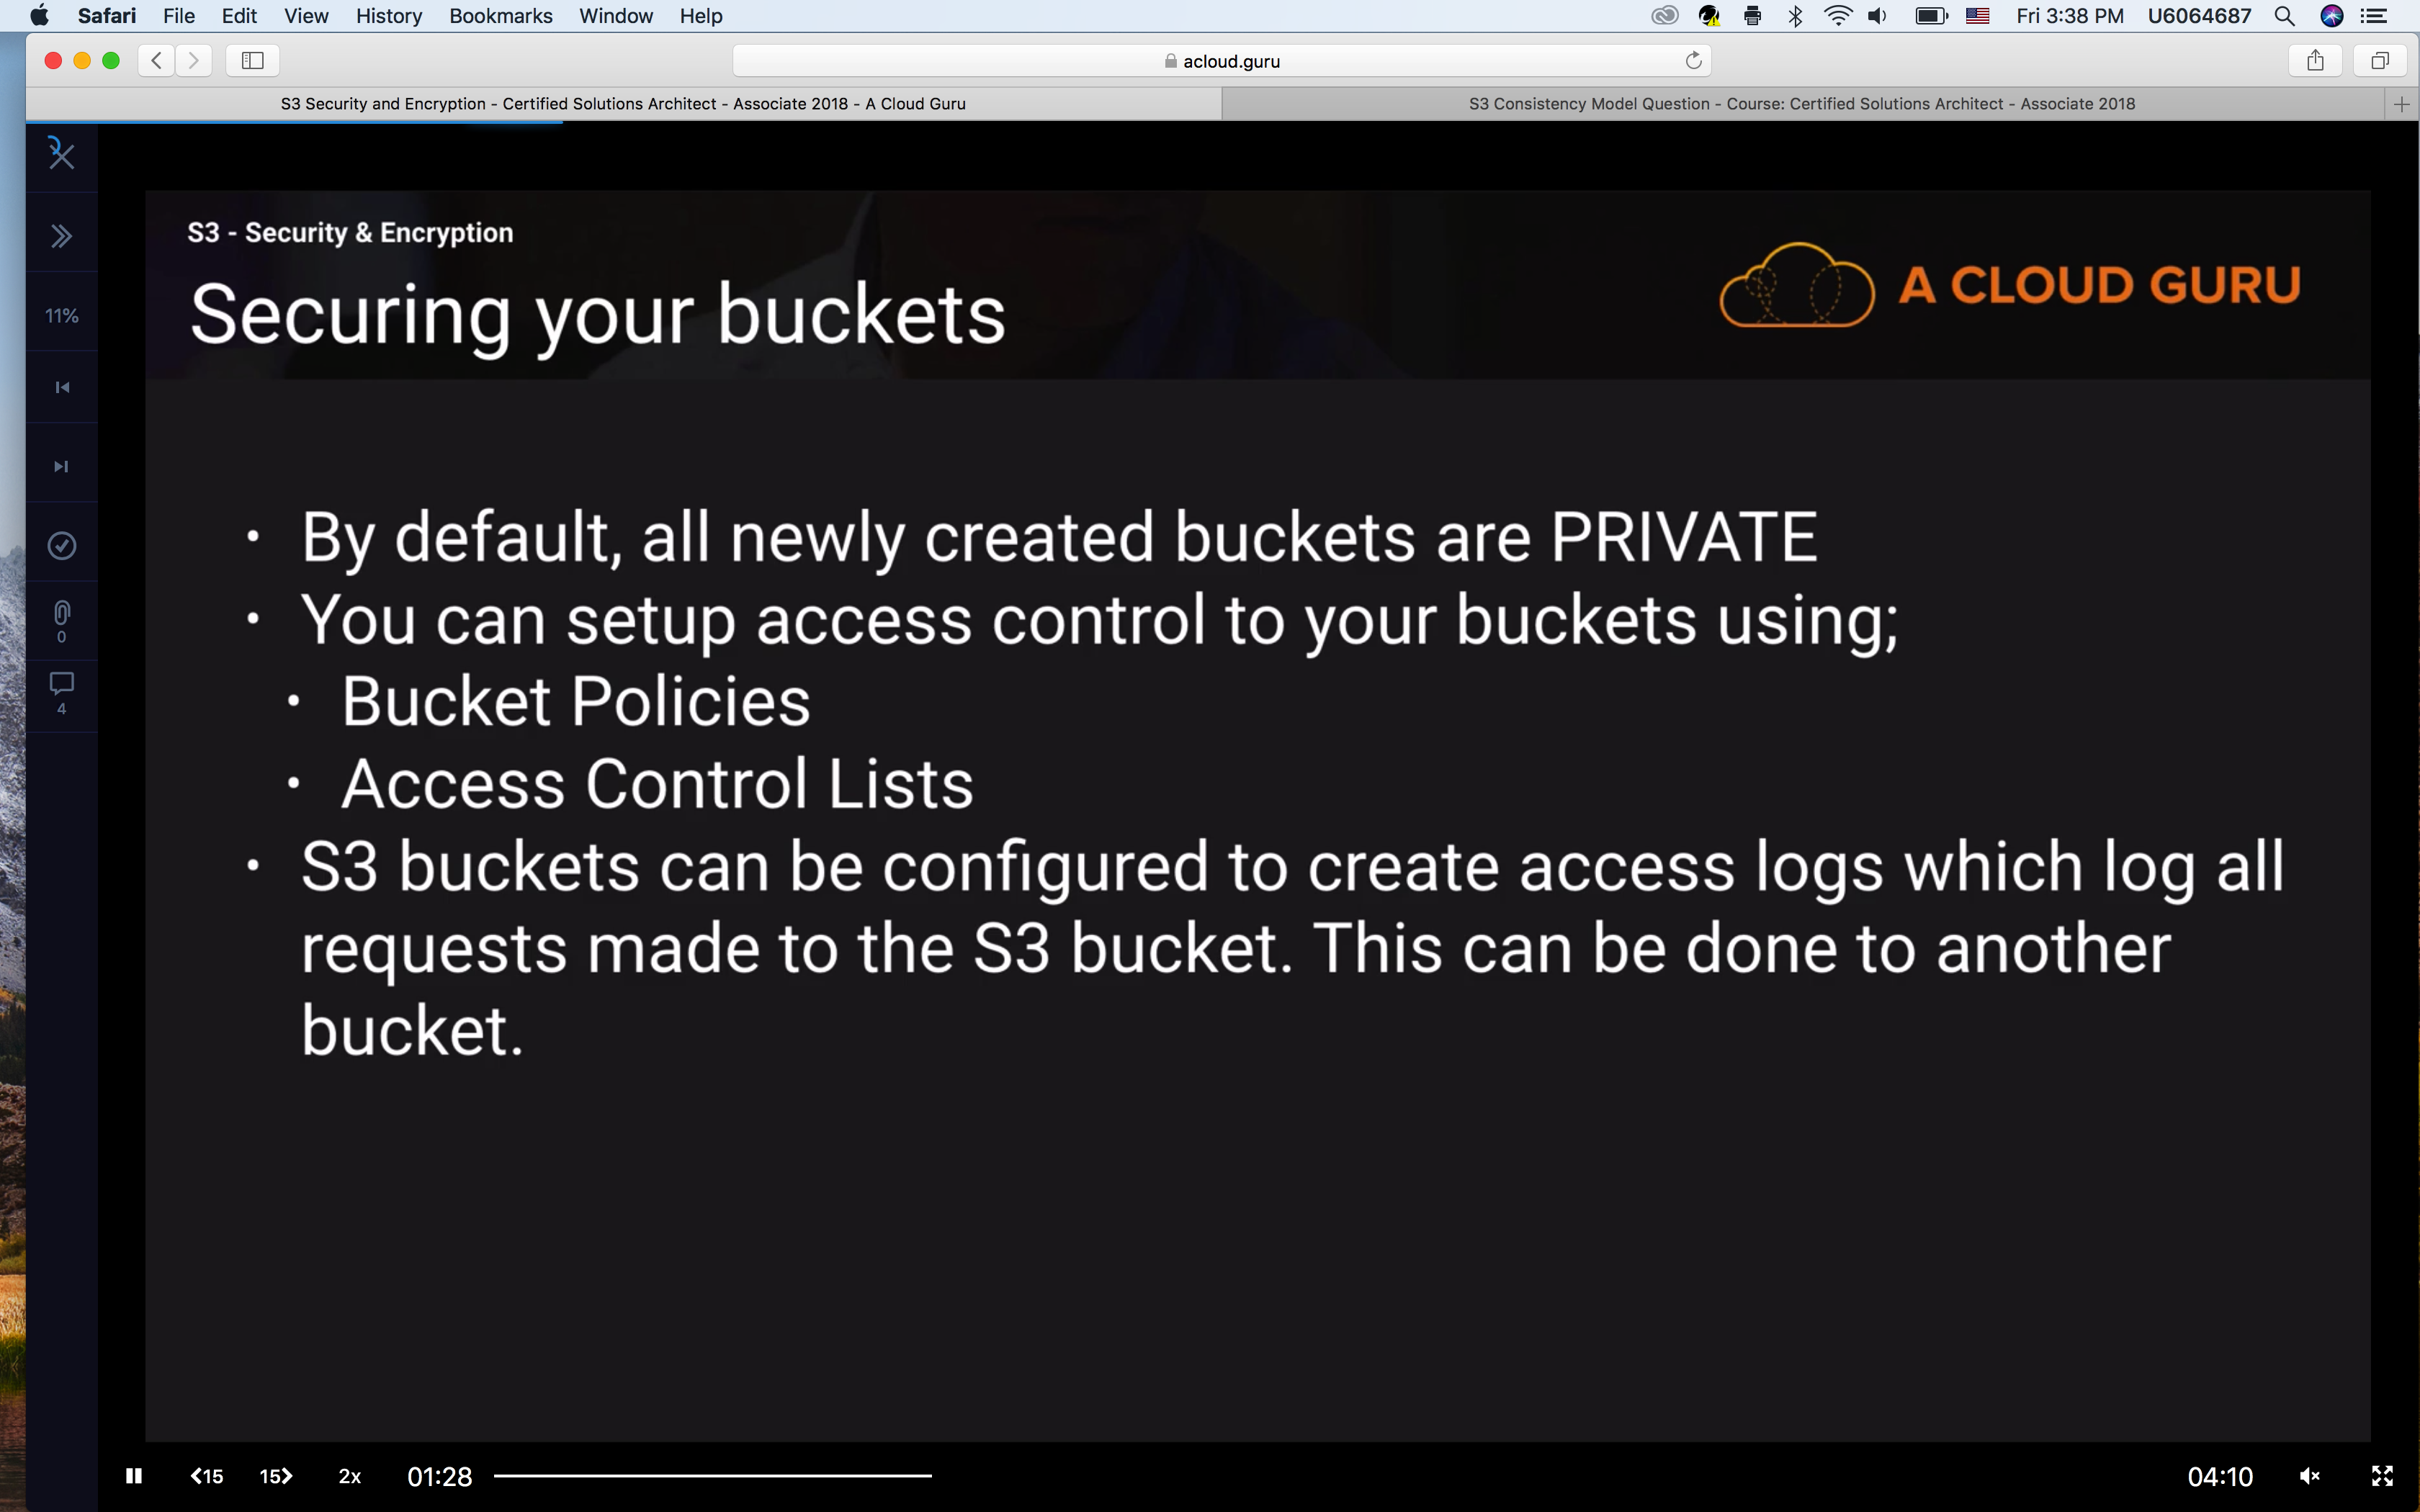 Safari File Edit View History Bookmarks Window Help Fri 3:38 PM U6064687
acloud.guru
S3 Security and Encryption - Certified Solutions Architect - Associate 2018 - A Cloud Guru
S3 Consistency Model Question - Course: Certified Solutions Architect - Associate 2018
11%
0
4
S3 - Security & Encryption
Securing your buckets
A CLOUD GURU
• By default, all newly created buckets are PRIVATE
• You can setup access control to your buckets using;
• Bucket Policies
• Access Control Lists
• S3 buckets can be configured to create access logs which log all
requests made to the S3 bucket. This can be done to another
bucket.
15 15 2x 01:28 04:10